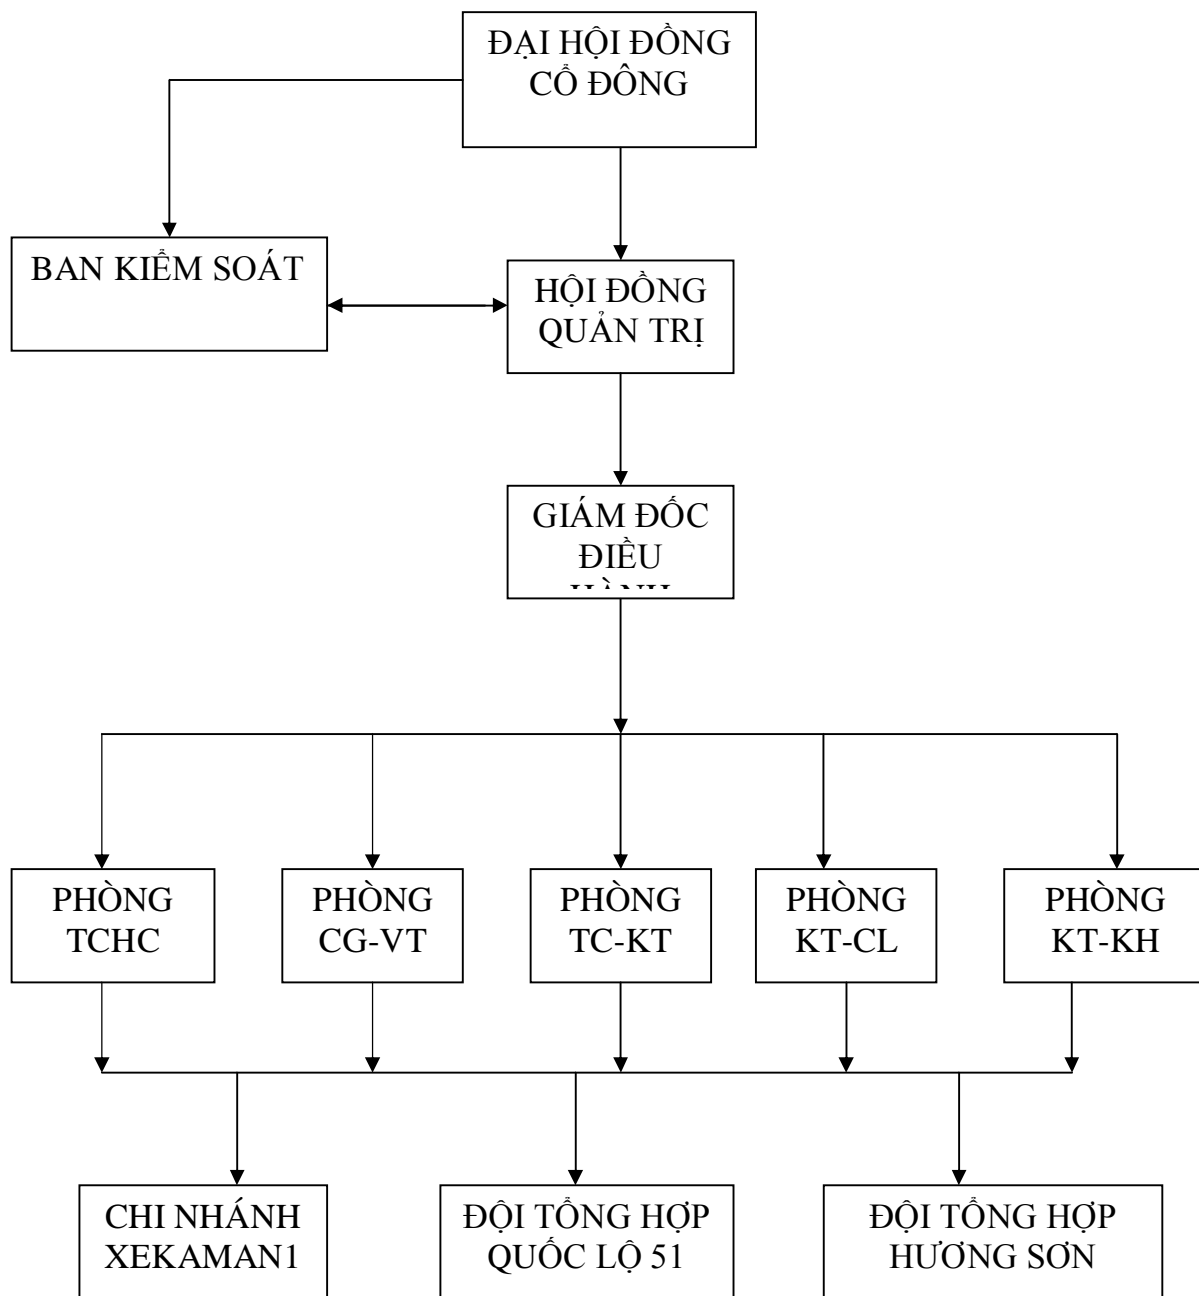 ĐẠI HỘI ĐỒNG
CỔ ĐÔNG
BAN KIỂM SOÁT
HỘI ĐỒNG
QUẢN TRỊ
GIÁM ĐỐC
ĐIỀU
PHÒNG
TCHC
PHÒNG
CG-VT
PHÒNG
TC-KT
PHÒNG
KT-CL
PHÒNG
KT-KH
CHI NHÁNH
XEKAMAN1
ĐỘI TỔNG HỢP
QUỐC LỘ 51
ĐỘI TỔNG HỢP
HƯƠNG SƠN